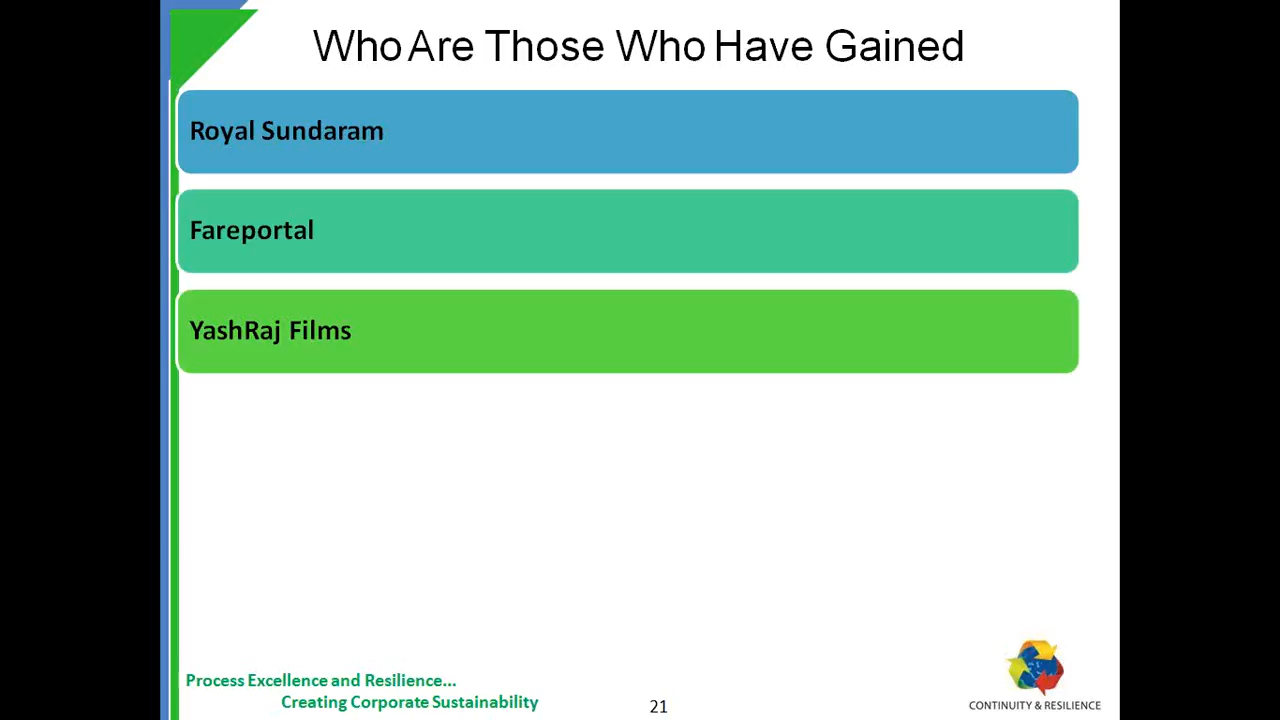 Who Are Those Who Have Gained
Royal Sundaram
Fareportal
YashRaj Films
Process Excellence and Resilience...
Creating Corporate Sustainability
21
CONTINUITY & RESILIENCE